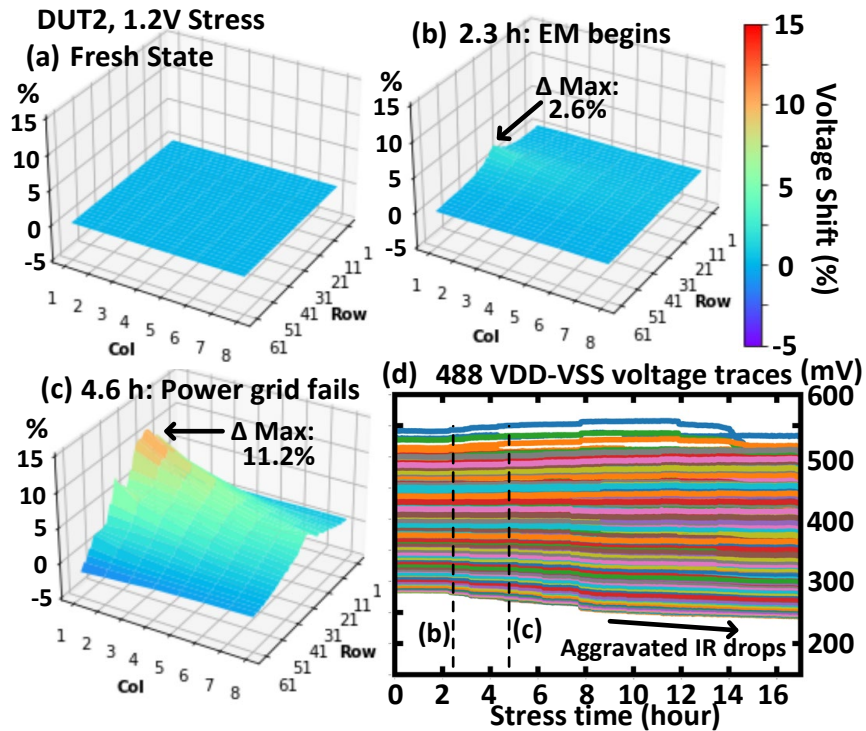 DUT2, 1.2V Stress
(a) Fresh State
%
15
10
5
0
-5
1 2 3 4 5 6 7 8
Col
61 51 41 31 21 11 1
Row
(b) 2.3 h: EM begins
Δ Max:
2.6%
%
15
10
5
0
-5
1 2 3 4 5 6 7 8
Col
61 51 41 31 21 11 1
Row
15
10
5
0
-5
Voltage Shift (%)
(c) 4.6 h: Power grid fails
Δ Max:
11.2%
%
15
10
5
0
-5
1 2 3 4 5 6 7 8
Col
61 51 41 31 21 11 1
Row
(d) 488 VDD-VSS voltage traces (mV)
600
500
400
300
200
(b)
(c)
Aggravated IR drops
0 2 4 6 8 10 12 14 16
Stress time (hour)